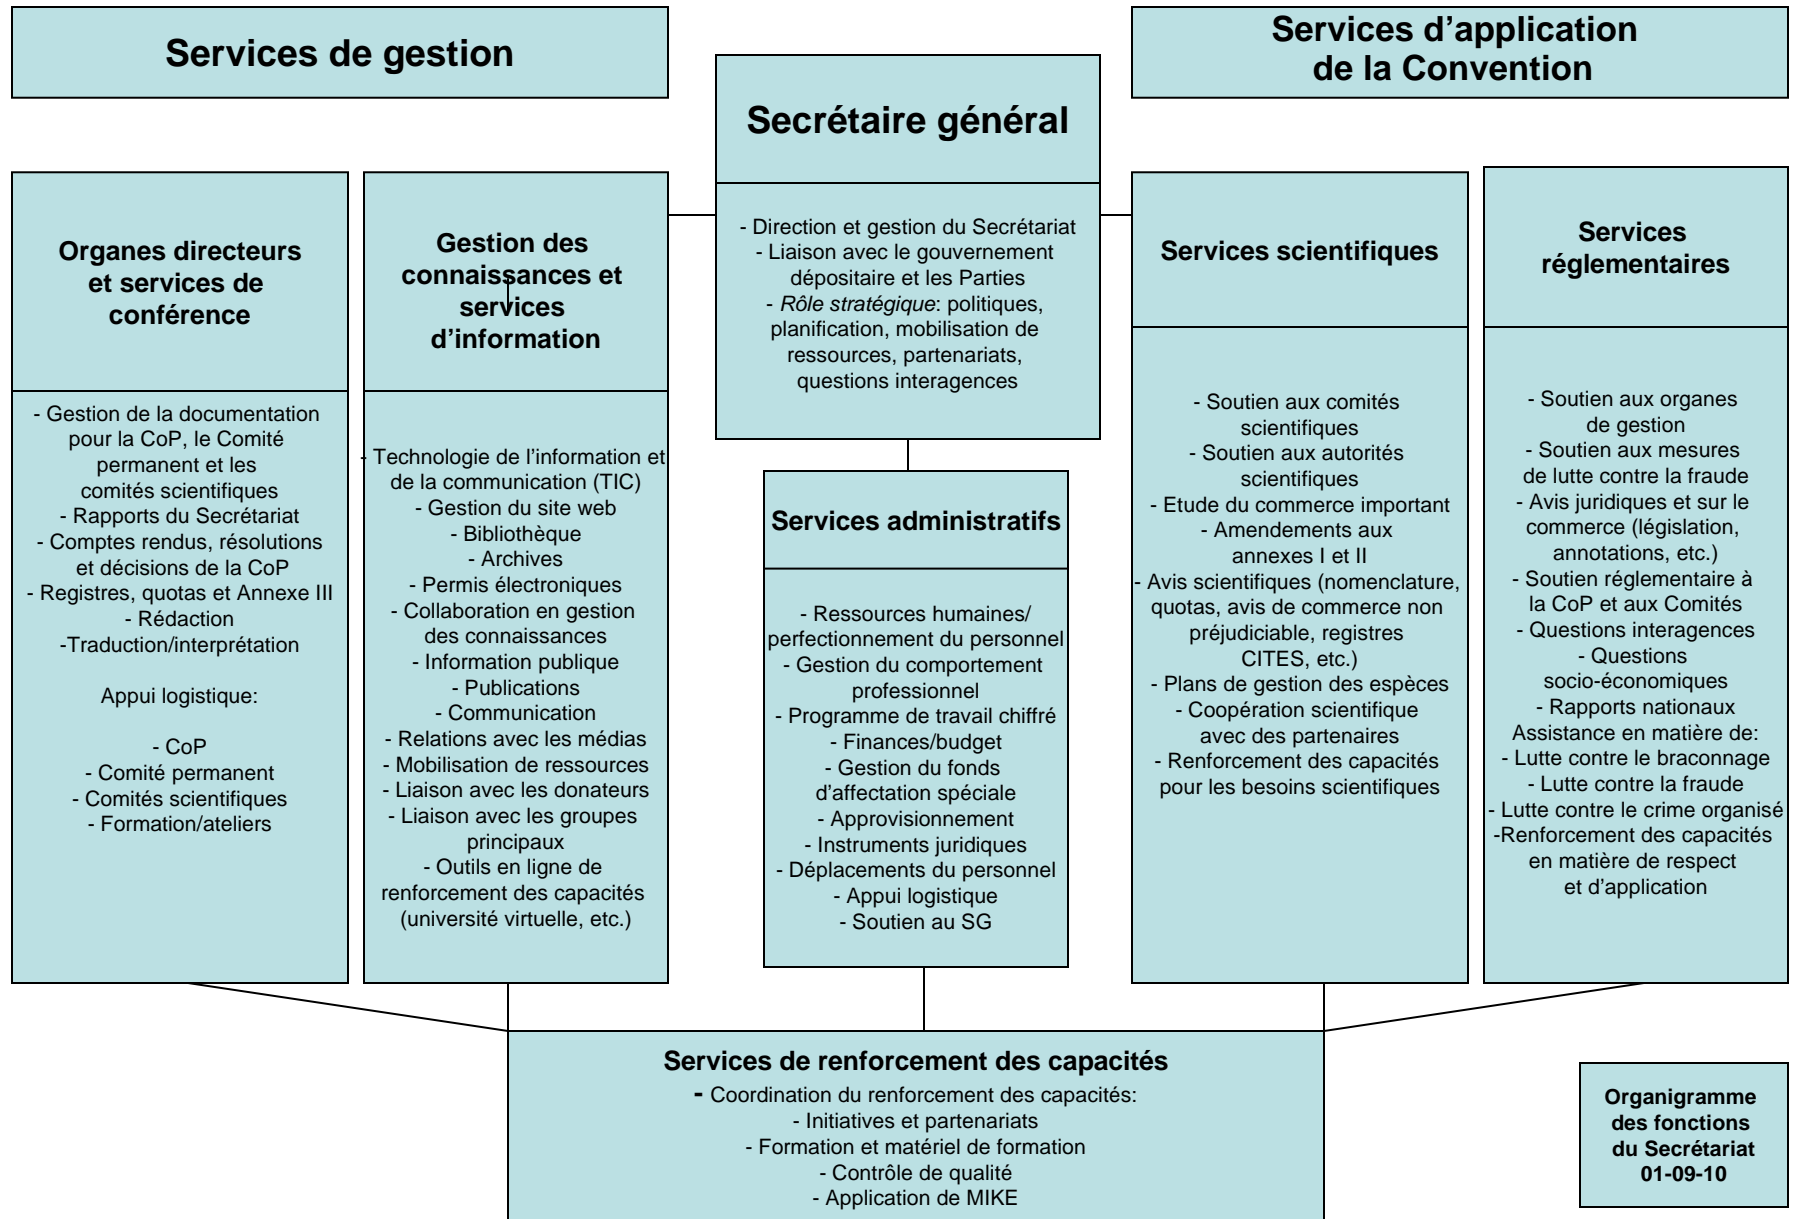 Services de gestion
Services d'application
de la Convention
Secrétaire général
- Direction et gestion du Secrétariat
- Liaison avec le gouvernement
dépositaire et les Parties
- Rôle stratégique: politiques,
planification, mobilisation de
ressources, partenariats,
questions interagences
Organes directeurs
et services de
conférence
- Gestion de la documentation
pour la CoP, le Comité
permanent et les
comités scientifiques
- Rapports du Secrétariat
- Comptes rendus, résolutions
et décisions de la CoP
- Registres, quotas et Annexe III
- Rédaction
-Traduction/interprétation
Appui logistique:
- CoP
- Comité permanent
- Comités scientifiques
- Formation/ateliers
Gestion des
connaissances et
services
d'information
- Technologie de l'information et
de la communication (TIC)
- Gestion du site web
- Bibliothèque
- Archives
- Permis électroniques
- Collaboration en gestion
des connaissances
- Information publique
- Publications
- Communication
- Relations avec les médias
- Mobilisation de ressources
- Liaison avec les donateurs
- Liaison avec les groupes
principaux
- Outils en ligne de
renforcement des capacités
(université virtuelle, etc.)
Services administratifs
- Ressources humaines/
perfectionnement du personnel
- Gestion du comportement
professionnel
- Programme de travail chiffré
- Finances/budget
- Gestion du fonds
d'affectation spéciale
- Approvisionnement
- Instruments juridiques
- Déplacements du personnel
- Appui logistique
- Soutien au SG
Services scientifiques
- Soutien aux comités
scientifiques
- Soutien aux autorités
scientifiques
- Etude du commerce important
- Amendements aux
annexes I et II
- Avis scientifiques (nomenclature,
quotas, avis de commerce non
préjudiciable, registres
CITES, etc.)
- Plans de gestion des espèces
- Coopération scientifique
avec des partenaires
- Renforcement des capacités
pour les besoins scientifiques
Services
réglementaires
- Soutien aux organes
de gestion
- Soutien aux mesures
de lutte contre la fraude
- Avis juridiques et sur le
commerce (législation,
annotations, etc.)
- Soutien réglementaire à
la CoP et aux Comités
- Questions interagences
- Questions
socio-économiques
- Rapports nationaux
Assistance en matière de:
- Lutte contre le braconnage
- Lutte contre la fraude
- Lutte contre le crime organisé
-Renforcement des capacités
en matière de respect
et d'application
Services de renforcement des capacités
- Coordination du renforcement des capacités:
- Initiatives et partenariats
- Formation et matériel de formation
- Contrôle de qualité
- Application de MIKE
Organigramme
des fonctions
du Secrétariat
01-09-10